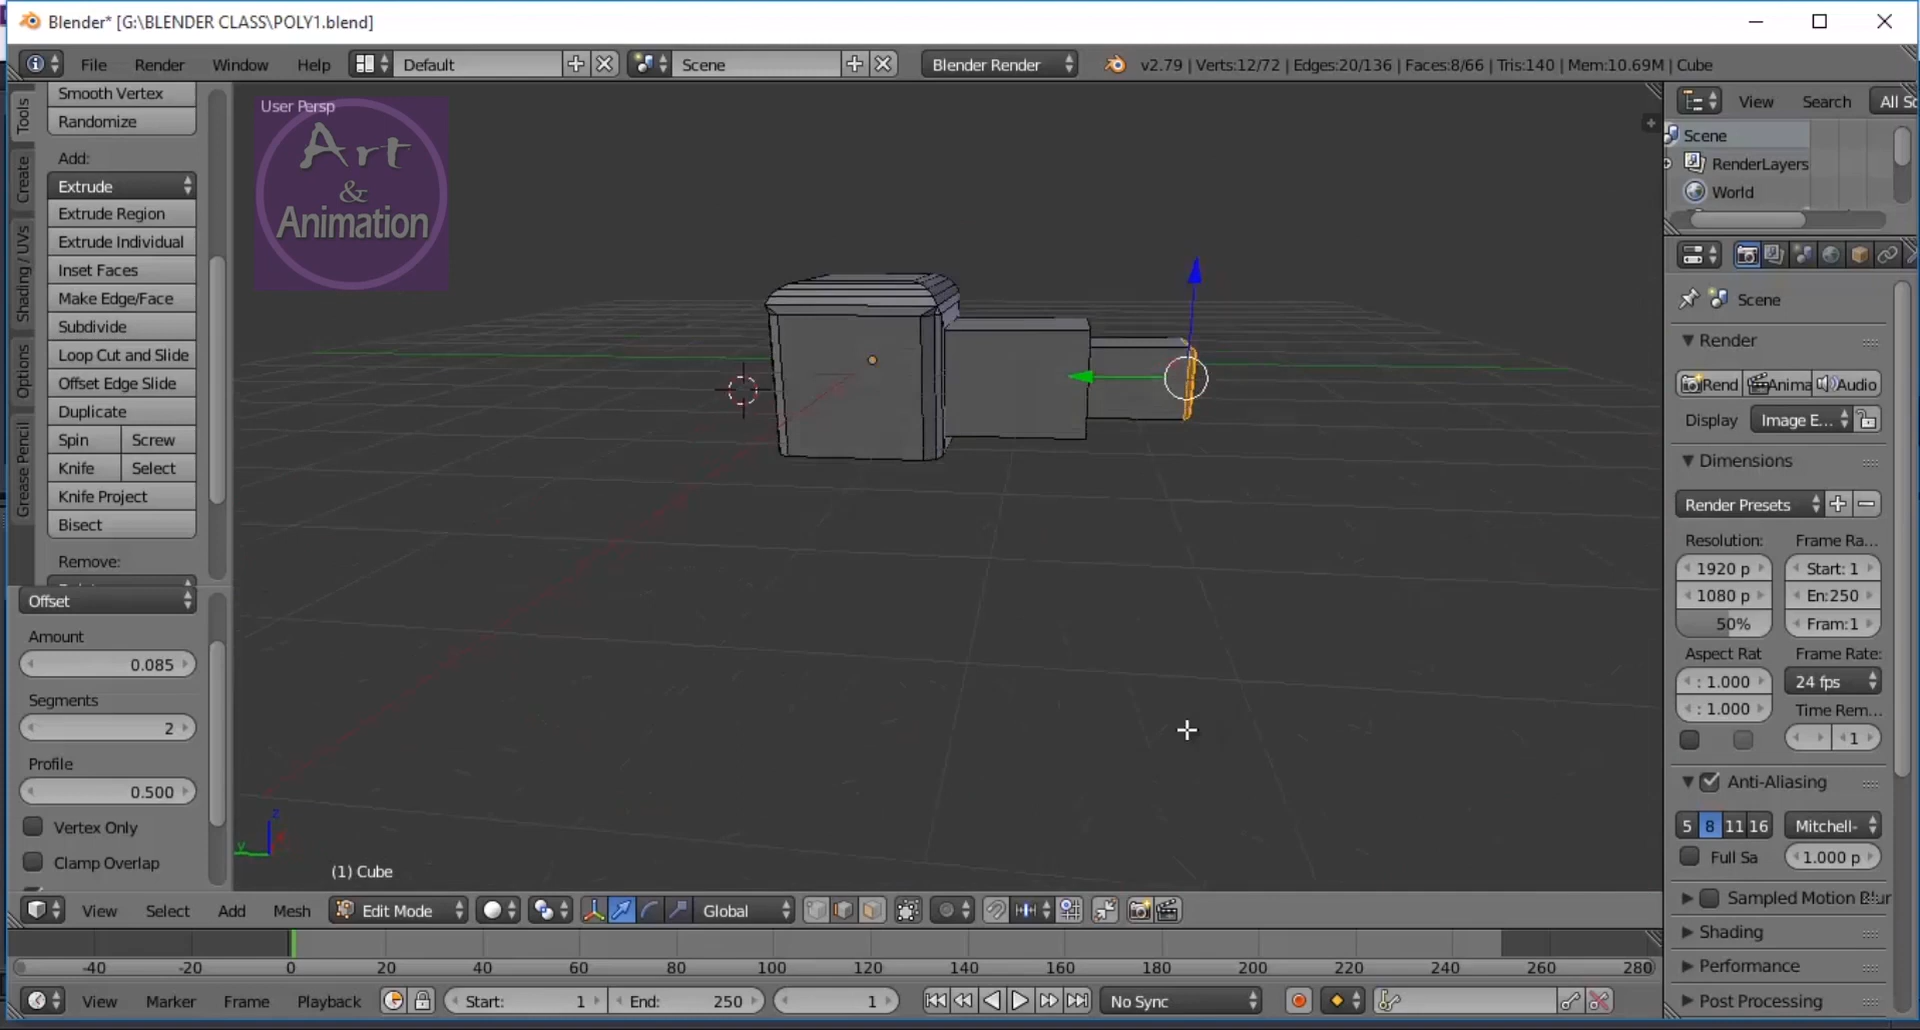 Blender* [G:\BLENDER CLASS\POLY1.blend]
File Render Window Help Default Scene Blender Render v2.79 | Verts:12/72 | Edges:20/136 | Faces:8/66 | Tris:140 | Mem:10.69M | Cube
Tools
Create
Shading / UVs
Options
Grease Pencil
Smooth Vertex
Randomize
Add:
Extrude
Extrude Region
Extrude Individual
Inset Faces
Make Edge/Face
Subdivide
Loop Cut and Slide
Offset Edge Slide
Duplicate
Spin Screw
Knife Select
Knife Project
Bisect
Remove:
Offset
Amount
0.085
Segments
2
Profile
0.500
Vertex Only
Clamp Overlap
User Persp
Art
&
Animation
z
y
(1) Cube
View Search All Sc
Scene
RenderLayers
World
Scene
Render
Rend Anima Audio
Display Image E...
Dimensions
Render Presets
Resolution: Frame Ra...
1920 p Start: 1
1080 p En:250
50% Fram:1
Aspect Rat Frame Rate:
: 1.000 24 fps
: 1.000 Time Rem...
1
Anti-Aliasing
5 8 11 16 Mitchell-
Full Sa 1.000 p
Sampled Motion Blur
Shading
Performance
Post Processing
View Select Add Mesh Edit Mode Global
-40 -20 0 20 40 60 80 100 120 140 160 180 200 220 240 260 280
View Marker Frame Playback Start: 1 End: 250 1 No Sync